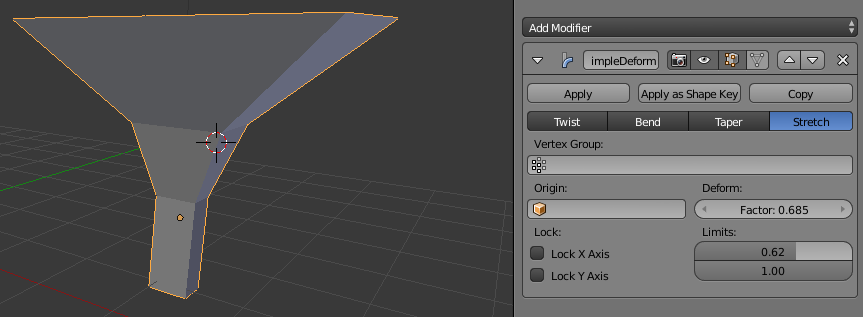 Add Modifier
impleDeform
Apply
Apply as Shape Key
Copy
Twist
Bend
Taper
Stretch
Vertex Group:
Origin:
Deform:
Factor: 0.685
Lock:
Limits:
Lock X Axis
0.62
Lock Y Axis
1.00